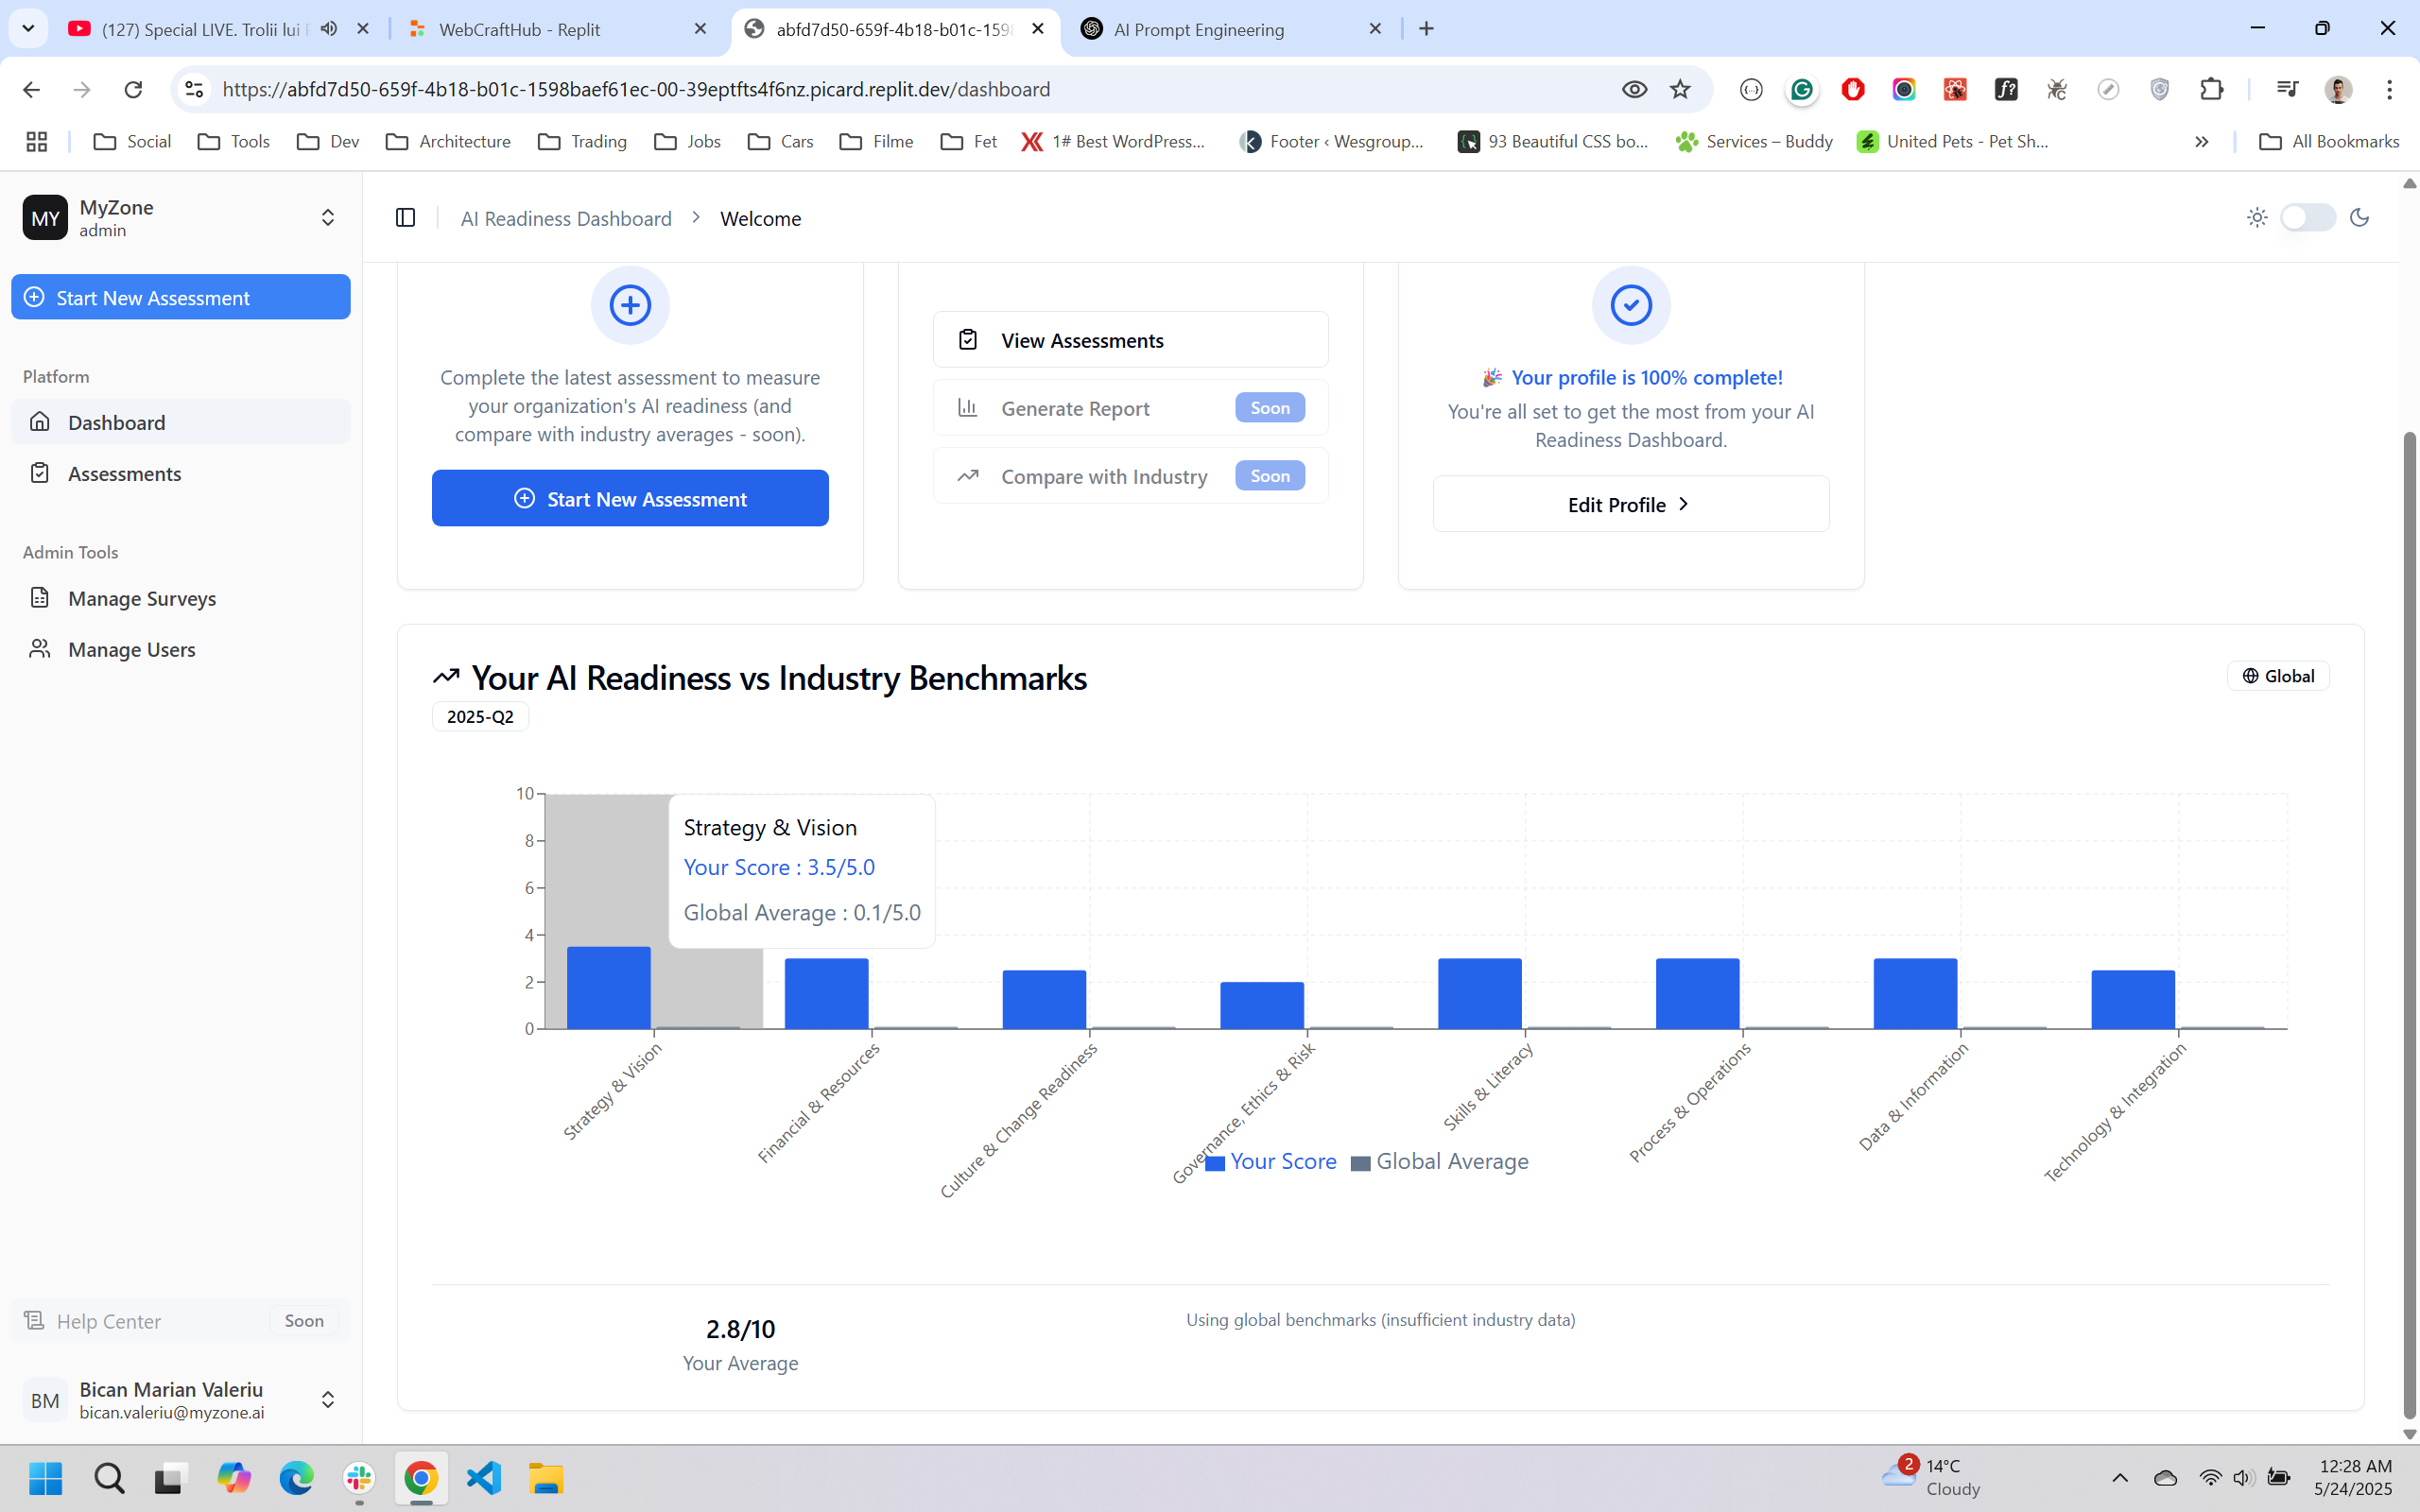 (127) Special LIVE. Trolii lui
WebCraftHub - Replit
abfd7d50-659f-4b18-b01c-159
AI Prompt Engineering
https://abfd7d50-659f-4b18-b01c-1598baef61ec-00-39eptfts4f6nz.picard.replit.dev/dashboard
Social
Tools
Dev
Architecture
Trading
Jobs
Cars
Filme
Fet
1# Best WordPress...
Footer ‹ Wesgroup...
93 Beautiful CSS bo...
Services – Buddy
United Pets - Pet Sh...
All Bookmarks
MY
MyZone
admin
AI Readiness Dashboard
Welcome
Start New Assessment
Platform
Dashboard
Assessments
Admin Tools
Manage Surveys
Manage Users
Complete the latest assessment to measure
your organization's AI readiness (and
compare with industry averages - soon).
Start New Assessment
View Assessments
Generate Report
Soon
Compare with Industry
Soon
🎉 Your profile is 100% complete!
You're all set to get the most from your AI
Readiness Dashboard.
Edit Profile
Your AI Readiness vs Industry Benchmarks
Global
2025-Q2
10
8
6
4
2
0
Strategy & Vision
Your Score : 3.5/5.0
Global Average : 0.1/5.0
Strategy & Vision
Financial & Resources
Culture & Change Readiness
Governance, Ethics & Risk
Skills & Literacy
Process & Operations
Data & Information
Technology & Integration
Your Score
Global Average
2.8/10
Your Average
Using global benchmarks (insufficient industry data)
Help Center
Soon
BM
Bican Marian Valeriu
bican.valeriu@myzone.ai
2
14°C
Cloudy
12:28 AM
5/24/2025